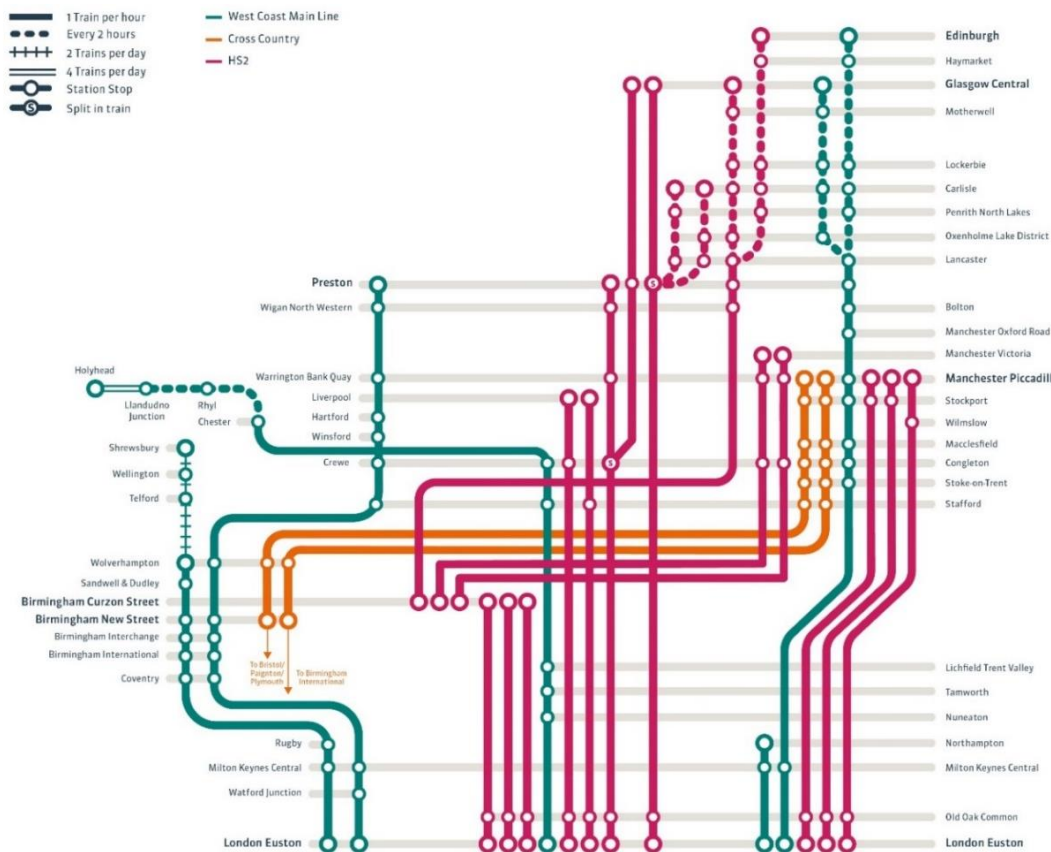 1 Train per hour
Every 2 hours
2 Trains per day
4 Trains per day
Station Stop
S Split in train
West Coast Main Line
Cross Country
HS2
Edinburgh
Haymarket
Glasgow Central
Motherwell
Lockerbie
Carlisle
Penrith North Lakes
Oxenholme Lake District
Lancaster
Preston
S
Wigan North Western
Bolton
Manchester Oxford Road
Manchester Victoria
Holyhead
Warrington Bank Quay
Manchester Piccadill
Liverpool
Stockport
Llandudno
Junction
Rhyl
Chester
Hartford
Wilmslow
Winsford
Shrewsbury
Macclesfield
Crewe
S
Congleton
Wellington
Stoke-on-Trent
Telford
Stafford
Wolverhampton
Sandwell & Dudley
Birmingham Curzon Street
Birmingham New Street
Birmingham Interchange
Birmingham International
Coventry
To Bristol/
Paignton/
Plymouth
To Birmingham
International
Lichfield Trent Valley
Tamworth
Nuneaton
Rugby
Northampton
Milton Keynes Central
Milton Keynes Central
Watford Junction
Old Oak Common
London Euston
London Euston